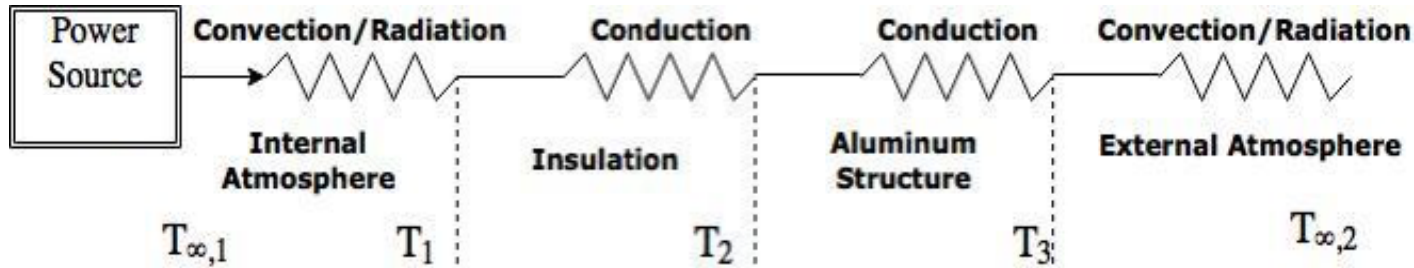 Power
Source
Convection/Radiation
Conduction
Conduction
Convection/Radiation
Internal
Atmosphere
Insulation
Aluminum
Structure
External Atmosphere
T∞,1
T1
T2
T3
T∞,2